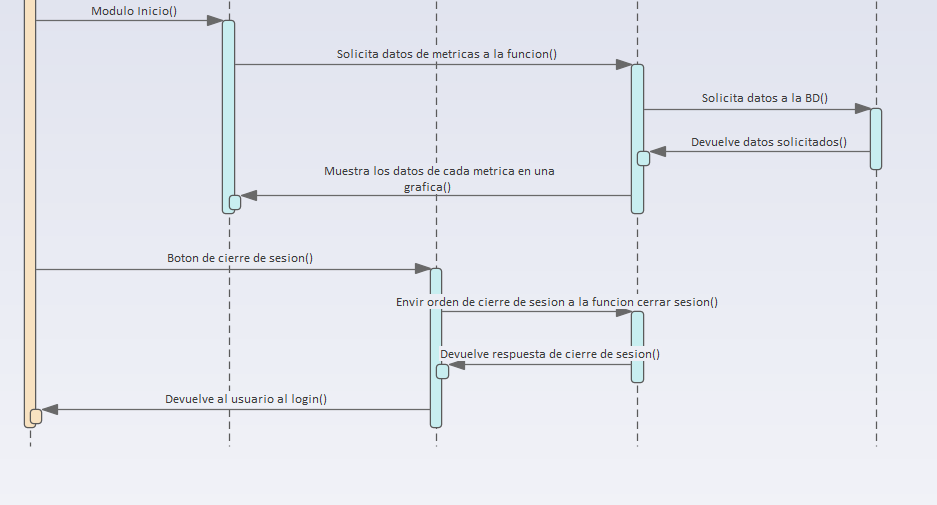 Modulo Inicio()
Solicita datos de metricas a la funcion()
Solicita datos a la BD()
Devuelve datos solicitados()
Muestra los datos de cada metrica en una
grafica()
Boton de cierre de sesion()
Envir orden de cierre de sesion a la funcion cerrar sesion()
Devuelve respuesta de cierre de sesion()
Devuelve al usuario al login()